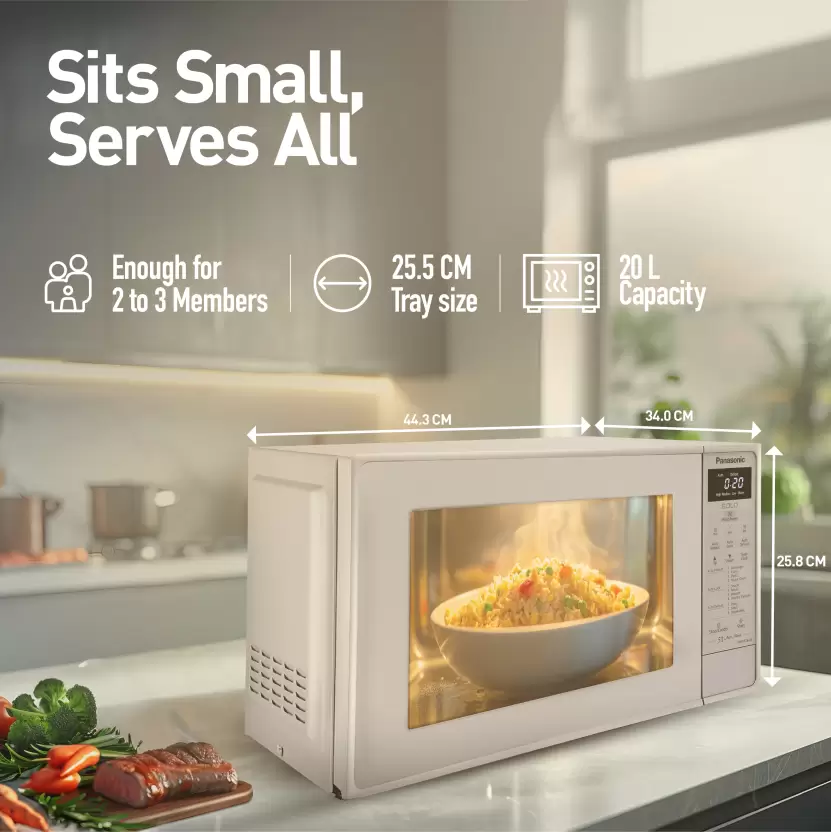 Sits Small,
Serves All
Enough for
2 to 3 Members
25.5 CM
Tray size
20 L
Capacity
44.3 CM
34.0 CM
25.8 CM
Panasonic
0:20
SOLO